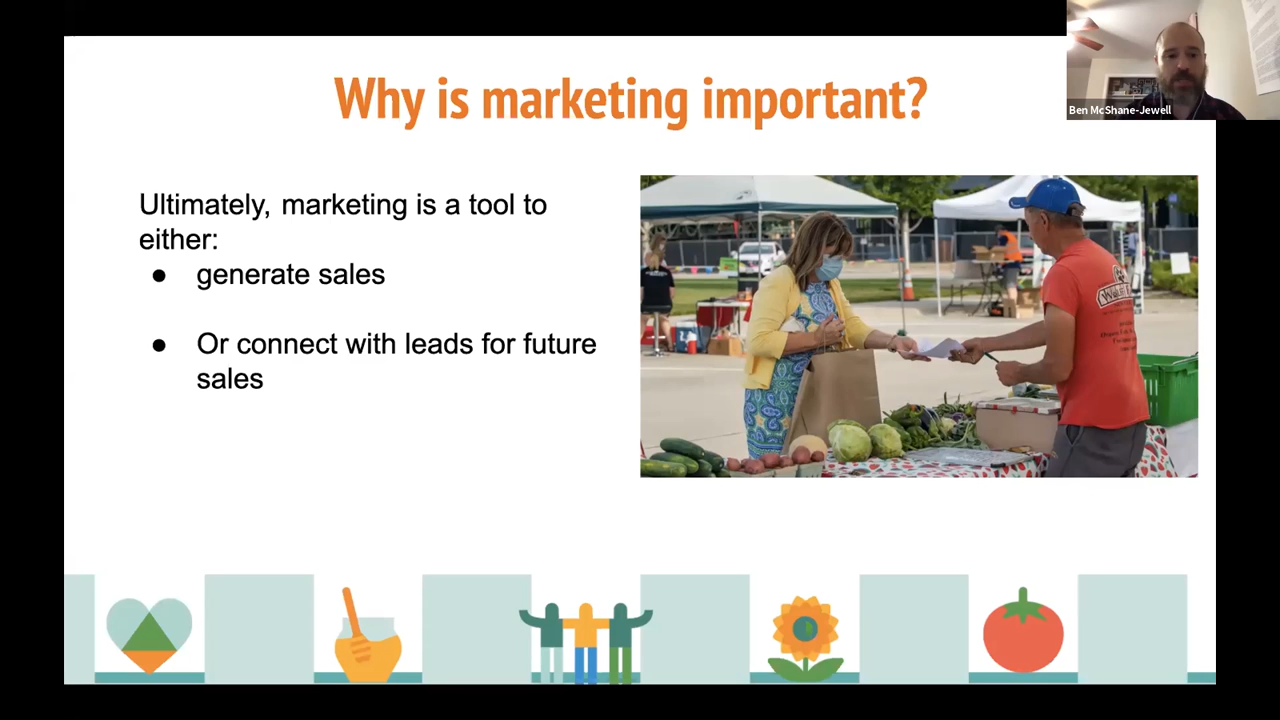 Why is marketing important?
Ben McShane-Jewell
Ultimately, marketing is a tool to
either:
● generate sales
● Or connect with leads for future
sales